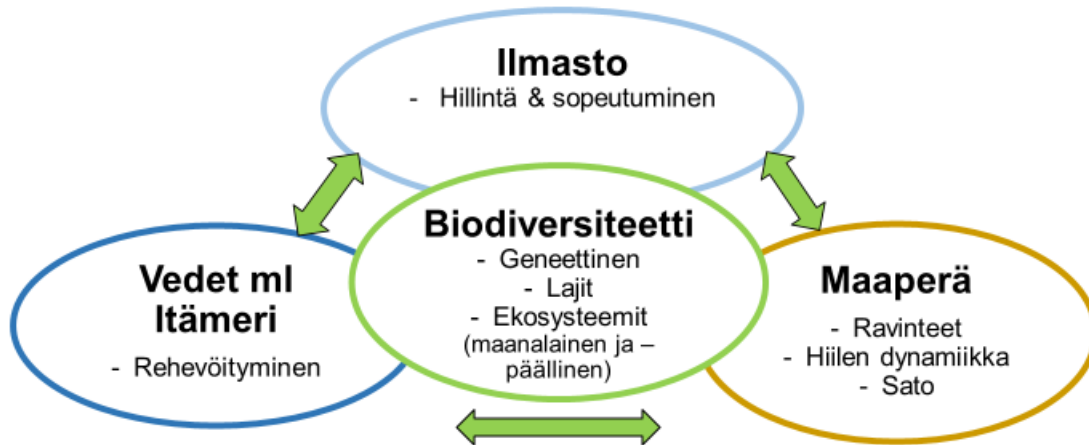 Ilmasto
- Hillintä & sopeutuminen
Biodiversiteetti
- Geneettinen
- Lajit
- Ekosysteemit
(maanalainen ja –
päällinen)
Vedet ml
Itämeri
- Rehevöityminen
Maaperä
- Ravinteet
- Hiilen dynamiikka
- Sato